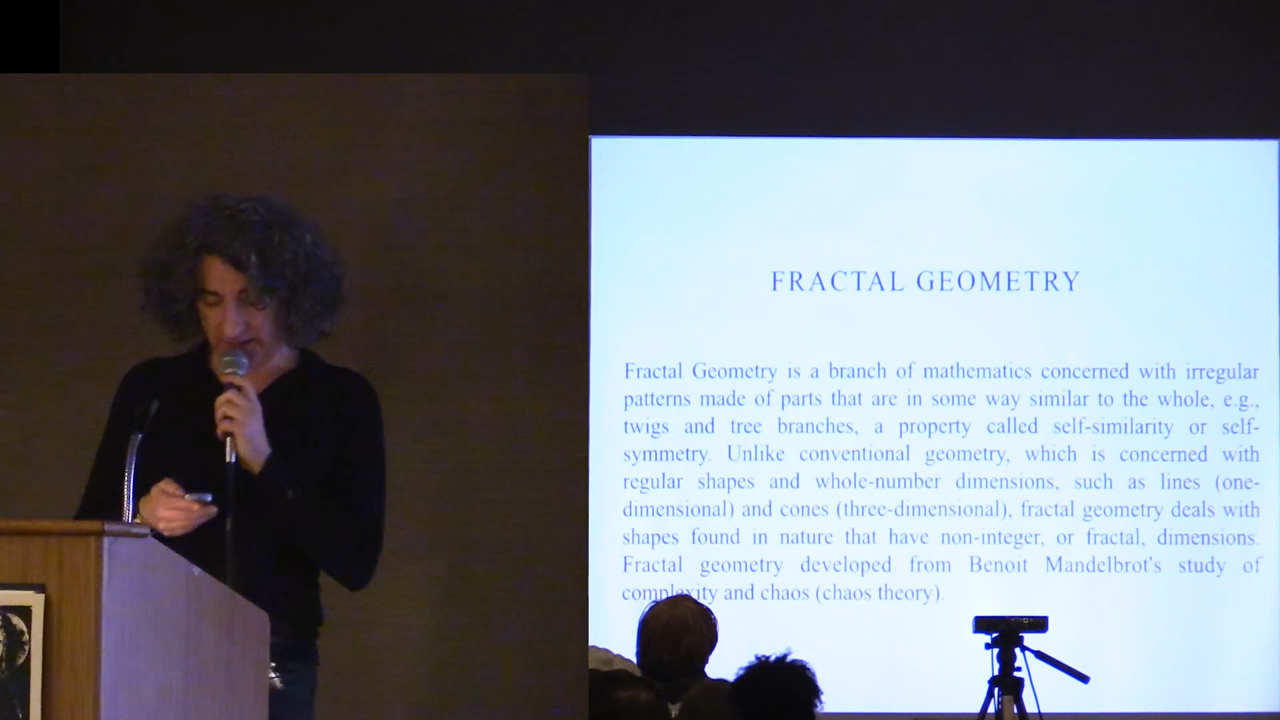 FRACTAL GEOMETRY
Fractal Geometry is a branch of mathematics concerned with irregular
patterns made of parts that are in some way similar to the whole, e.g.,
twigs and tree branches, a property called self-similarity or self-
symmetry. Unlike conventional geometry, which is concerned with
regular shapes and whole-number dimensions, such as lines (one-
dimensional) and cones (three-dimensional), fractal geometry deals with
shapes found in nature that have non-integer, or fractal, dimensions.
Fractal geometry developed from Benoit Mandelbrot's study of
complexity and chaos (chaos theory).